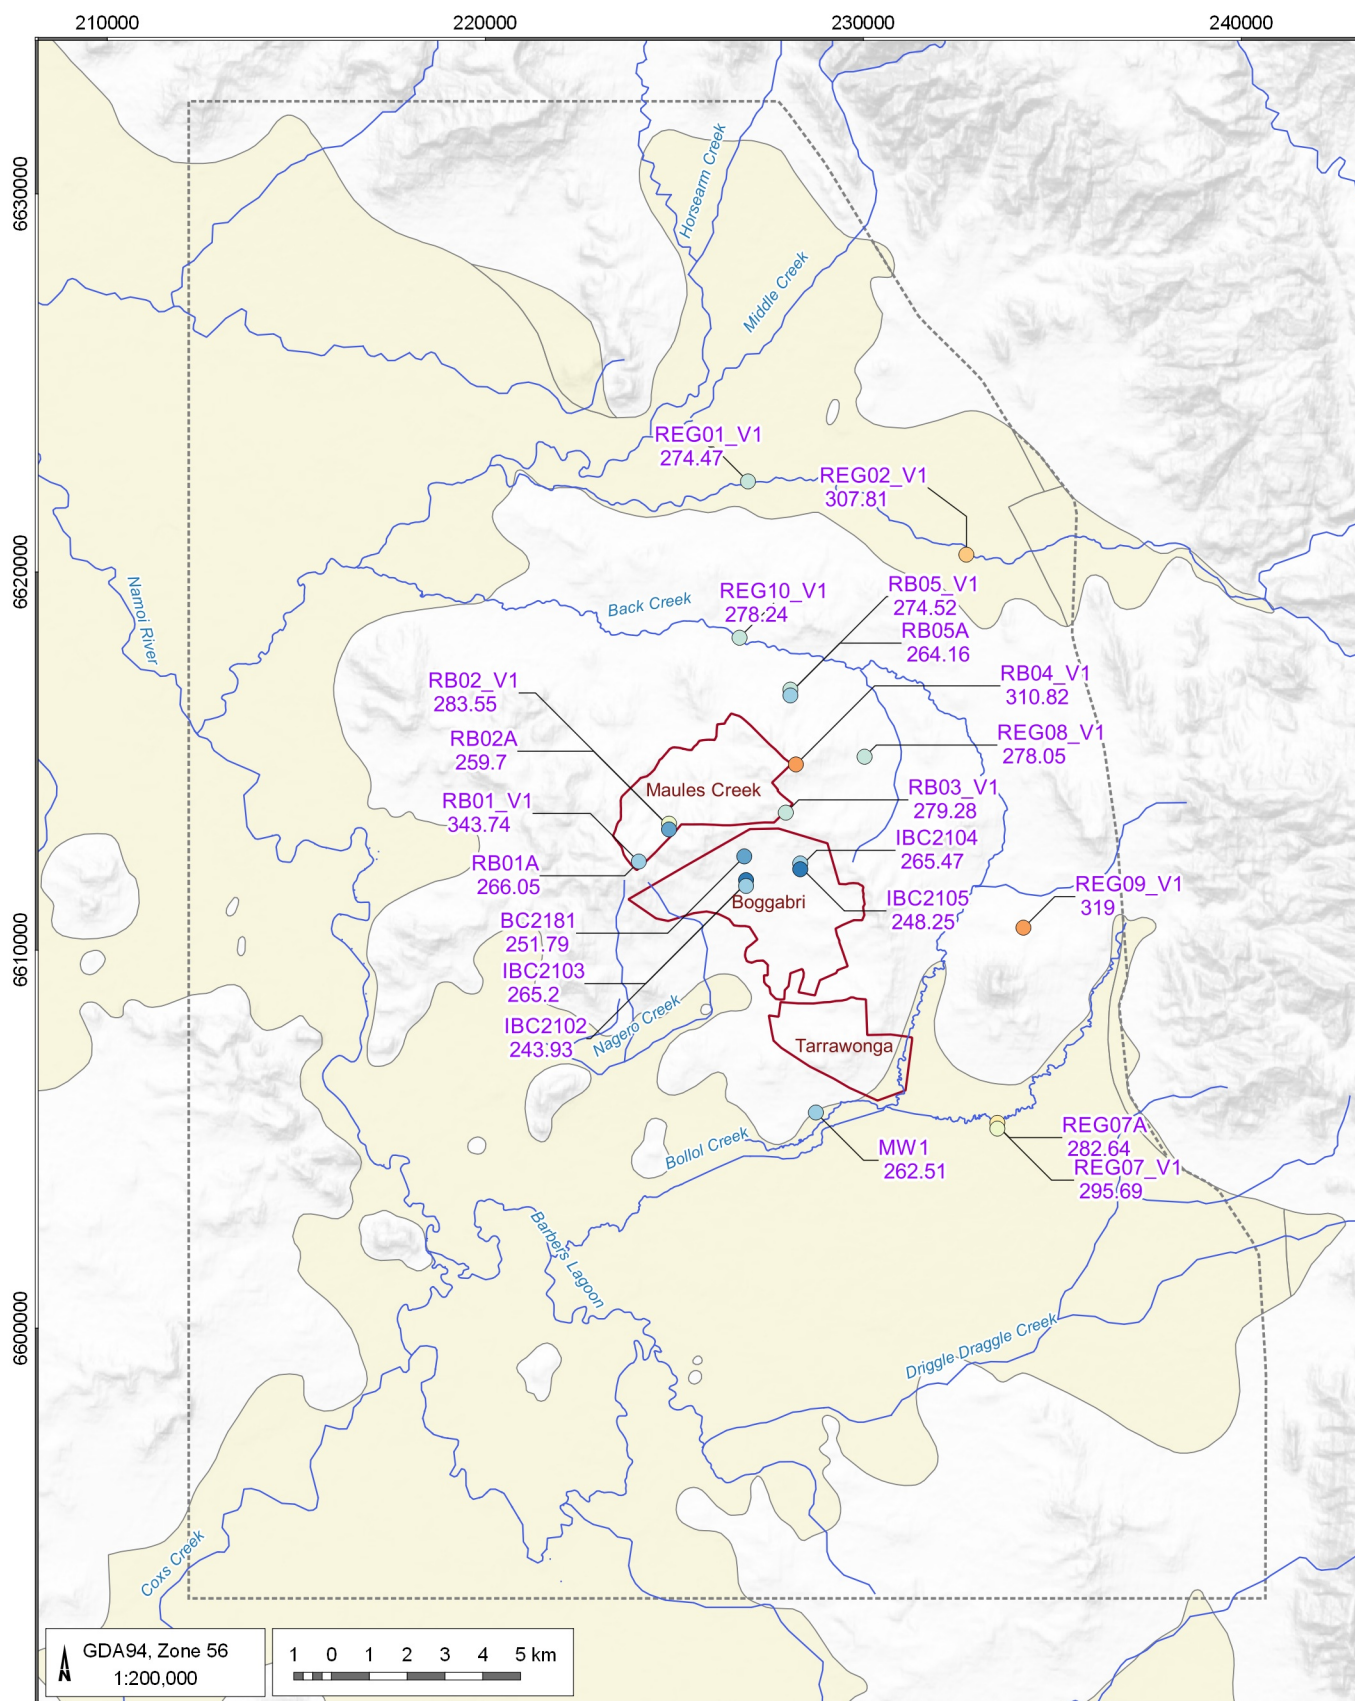 210000
220000
230000
240000
6630000
6620000
6610000
6600000
Horsearm Creek
Middle Creek
REG01_V1
274.47
REG02_V1
307.81
Namoi River
Back Creek
REG10_V1
278.24
RB05_V1
274.52
RB05A
264.16
RB02_V1
283.55
RB04_V1
310.82
RB02A
259.7
REG08_V1
278.05
Maules Creek
RB01_V1
343.74
RB03_V1
279.28
IBC2104
265.47
RB01A
266.05
REG09_V1
319
IBC2105
248.25
Boggabri
BC2181
251.79
IBC2103
265.2
IBC2102
243.93
Nagero Creek
Tarrawonga
REG07A
282.64
MW1
262.51
Bollol Creek
REG07_V1
295.69
Barbers Lagoon
Driggle Draggle Creek
Coxs Creek
N
GDA94, Zone 56
1:200,000
1 0 1 2 3 4 5 km